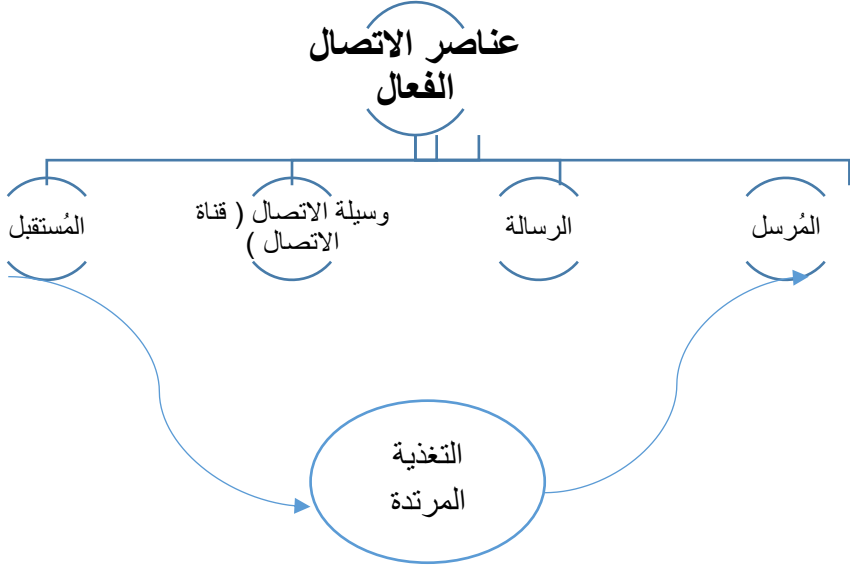 عناصر الاتصال
الفعال
المُرسل
الرسالة
وسيلة الاتصال ( قناة
الاتصال )
المُستقبل
التغذية
المرتدة